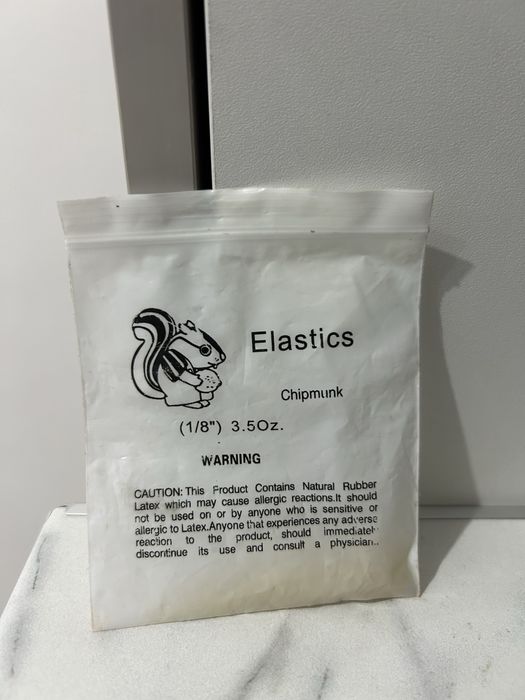 Elastics
Chipmunk
(1/8") 3.5Oz.
WARNING
CAUTION: This Product Contains Natural Rubber
Latex which may cause allergic reactions.It should
not be used on or by anyone who is sensitive or
allergic to Latex.Anyone that experiences any adverse
reaction to the product, should immediately
discontinue its use and consult a physician..